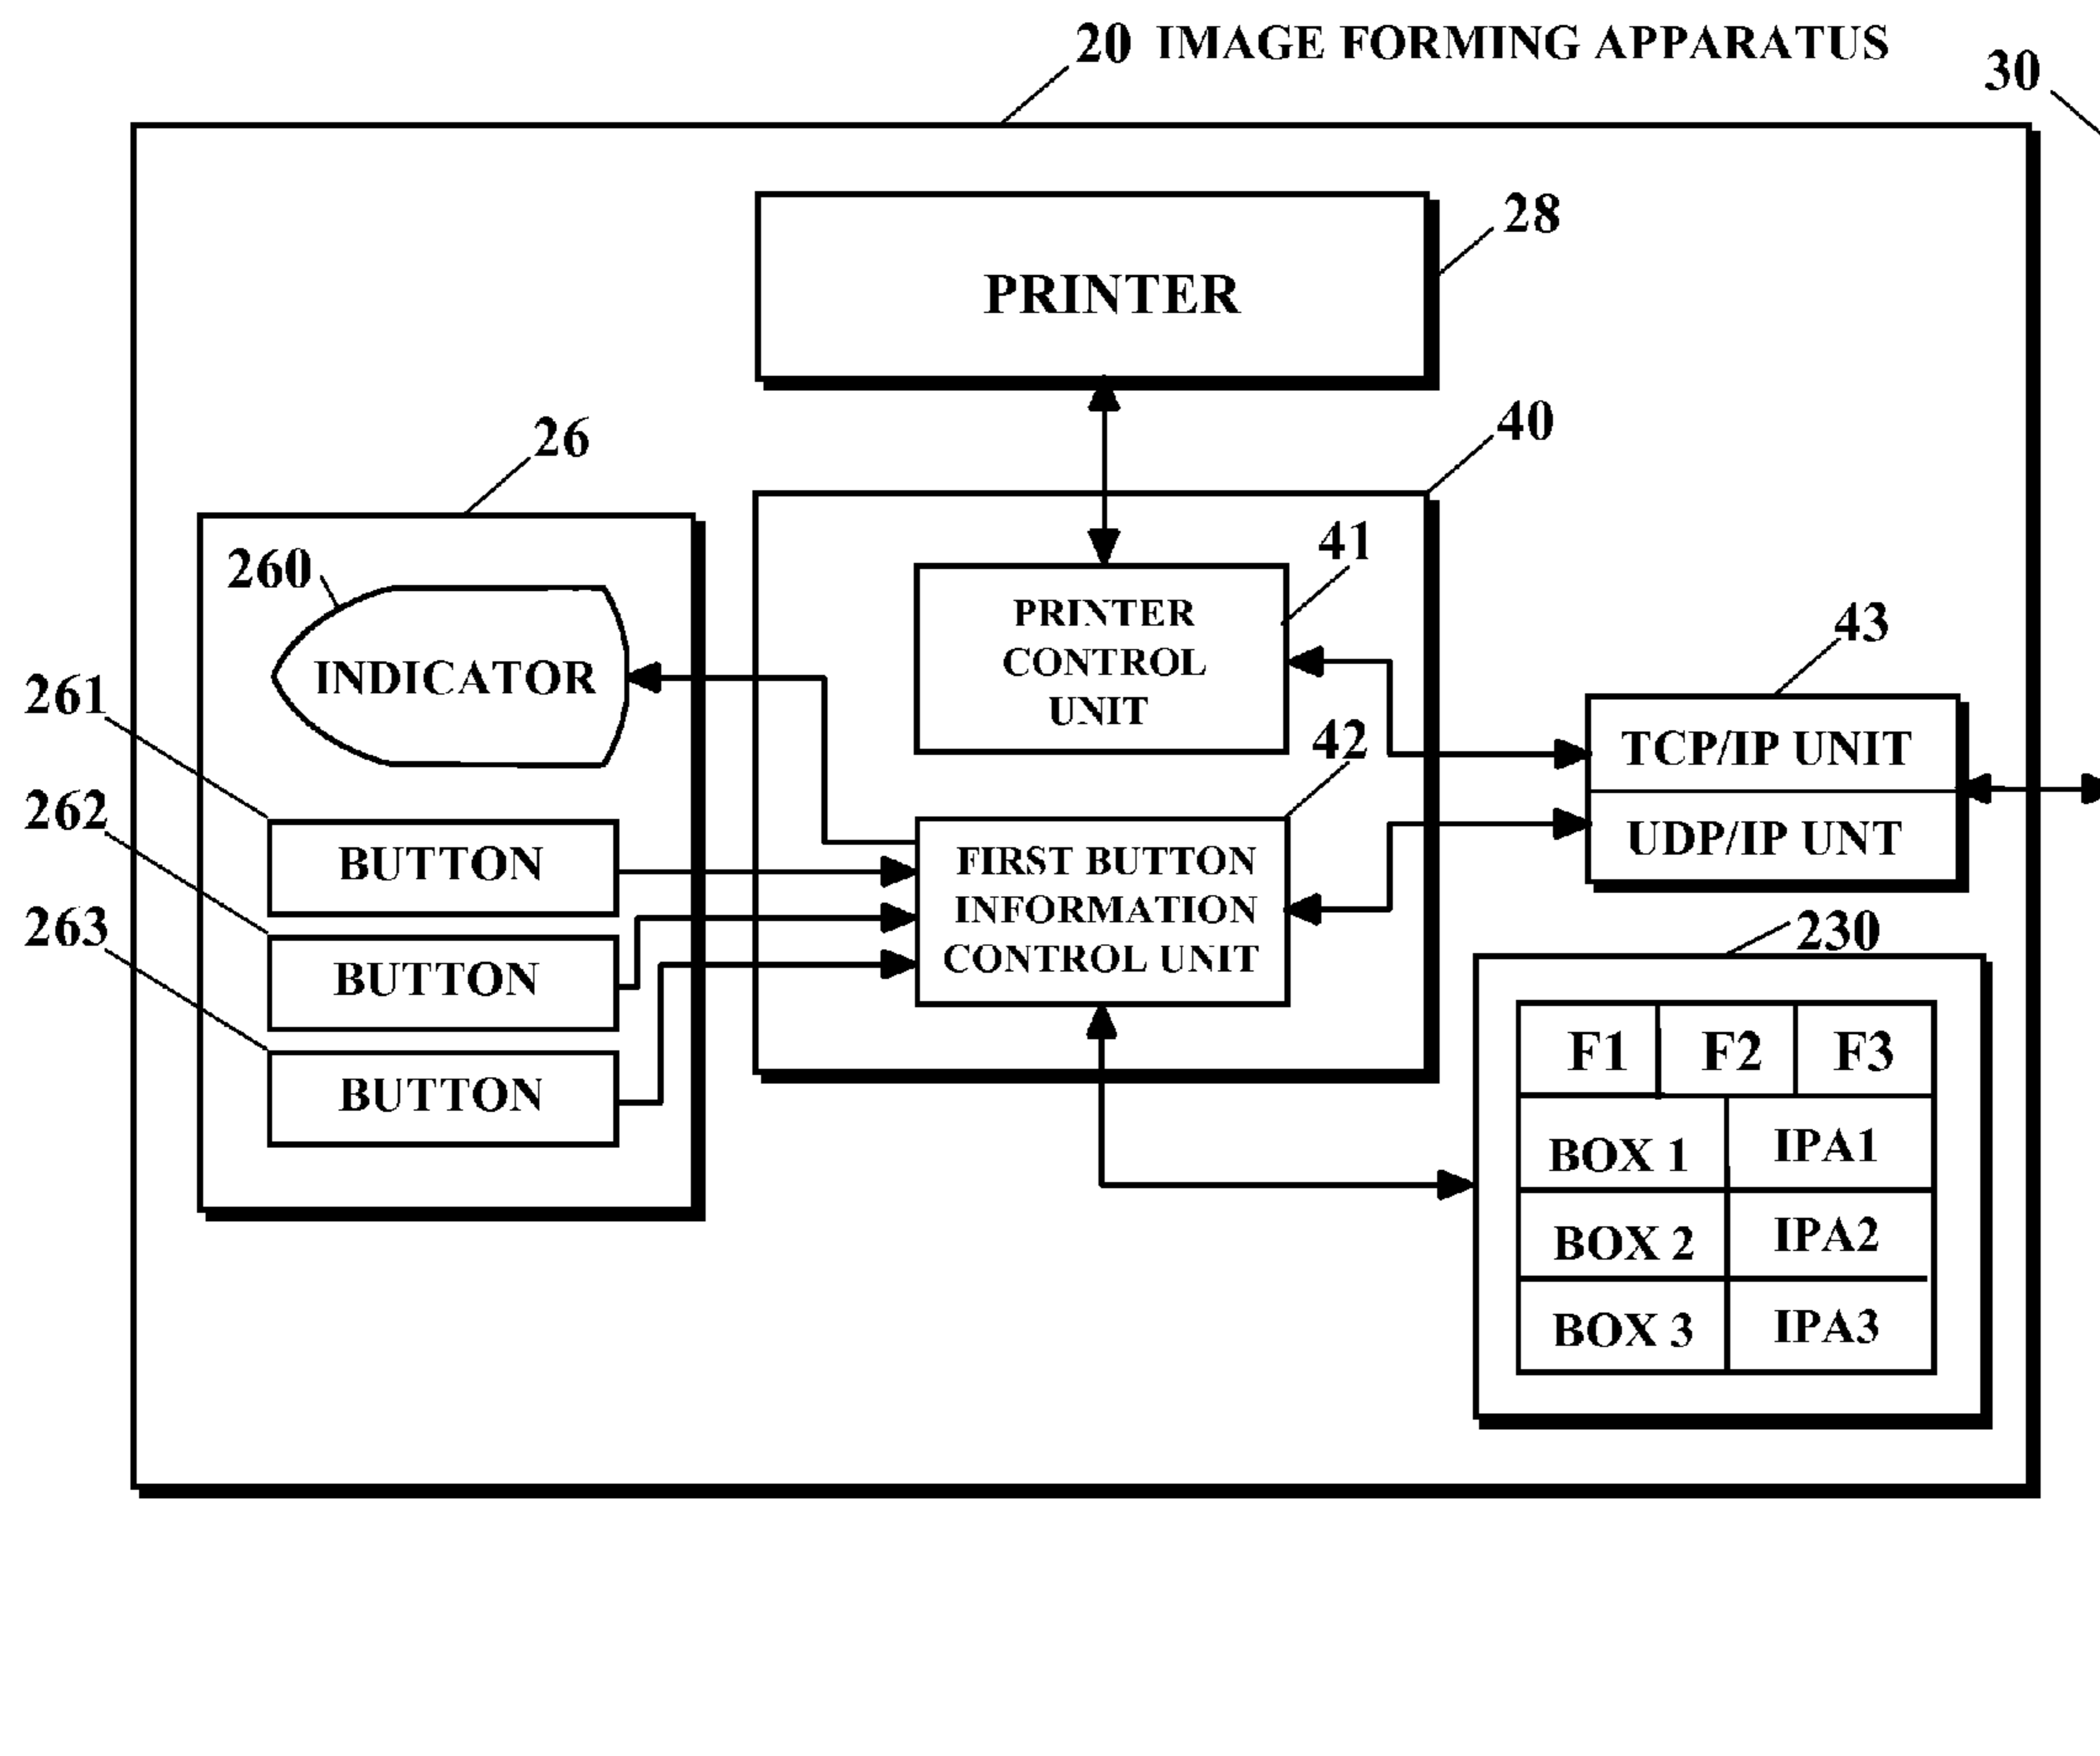 20 IMAGE FORMING APPARATUS
30
28
PRINTER
26
40
260
41
INDICATOR
PRINTER
CONTROL
UNIT
43
261
42
TCP/IP UNIT
UDP/IP UNT
262
BUTTON
FIRST BUTTON
INFORMATION
CONTROL UNIT
263
BUTTON
230
BUTTON
F1 F2 F3
BOX 1 IPA1
BOX 2 IPA2
BOX 3 IPA3